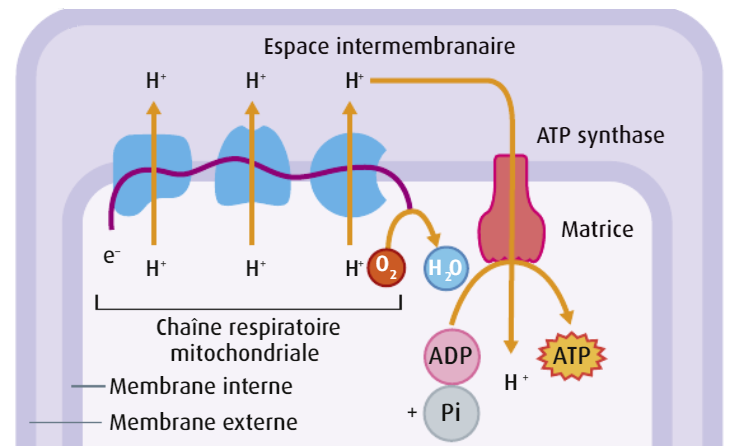 Espace intermembranaire
H⁺ H⁺ H⁺
ATP synthase
Matrice
e⁻
H⁺ H⁺ H⁺ O₂ H₂O
Chaîne respiratoire
mitochondriale
ADP H⁺ ATP
Membrane interne
+ Pi
Membrane externe